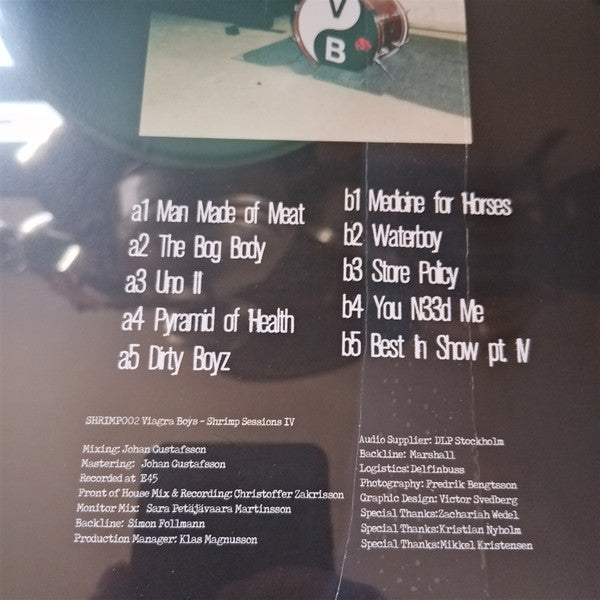 V
B
a1 Man Made of Meat
a2 The Bog Body
a3 Uno II
a4 Pyramid of Health
a5 Dirty Boyz
b1 Medicine for Horses
b2 Waterboy
b3 Store Policy
b4 You N33d Me
b5 Best In Show pt. IV
SHRIMP002 Viagra Boys - Shrimp Sessions IV
Mixing: Johan Gustafsson
Mastering: Johan Gustafsson
Recorded at E45
Front of House Mix & Recording: Christoffer Zakrisson
Monitor Mix: Sara Petäjävaara Martinsson
Backline: Simon Follmann
Production Manager: Klas Magnusson
Audio Supplier: DLP Stockholm
Backline: Marshall
Logistics: Delfinbuss
Photography: Fredrik Bengtsson
Graphic Design: Victor Svedberg
Special Thanks: Zachariah Wedel
Special Thanks: Kristian Nyholm
Special Thanks: Mikkel Kristensen